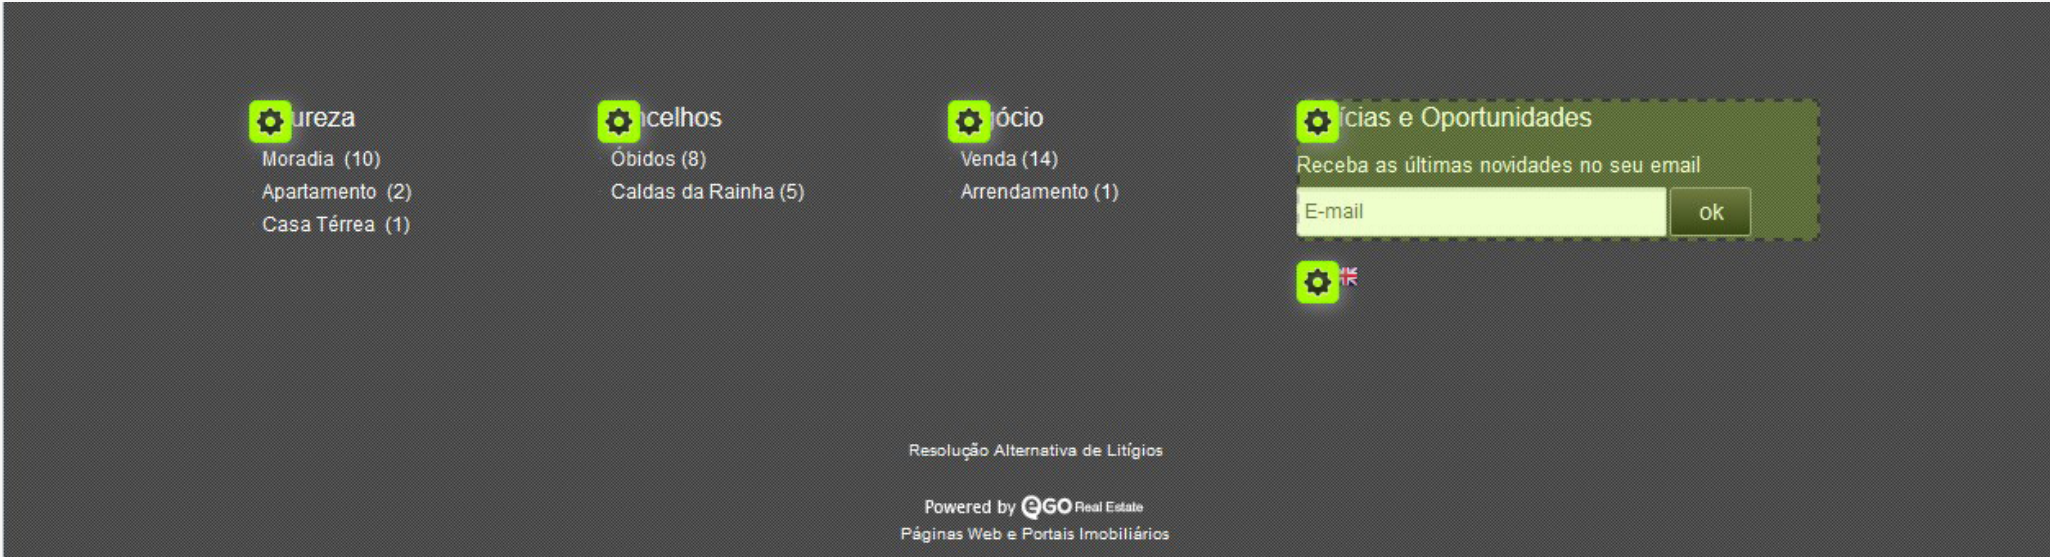 ureza
Moradia (10)
Apartamento (2)
Casa Térrea (1)
ncelhos
Óbidos (8)
Caldas da Rainha (5)
ócio
Venda (14)
Arrendamento (1)
ícias e Oportunidades
Receba as últimas novidades no seu email
E-mail
ok
Resolução Alternativa de Litígios
Powered by eGO Real Estate
Páginas Web e Portais Imobiliários